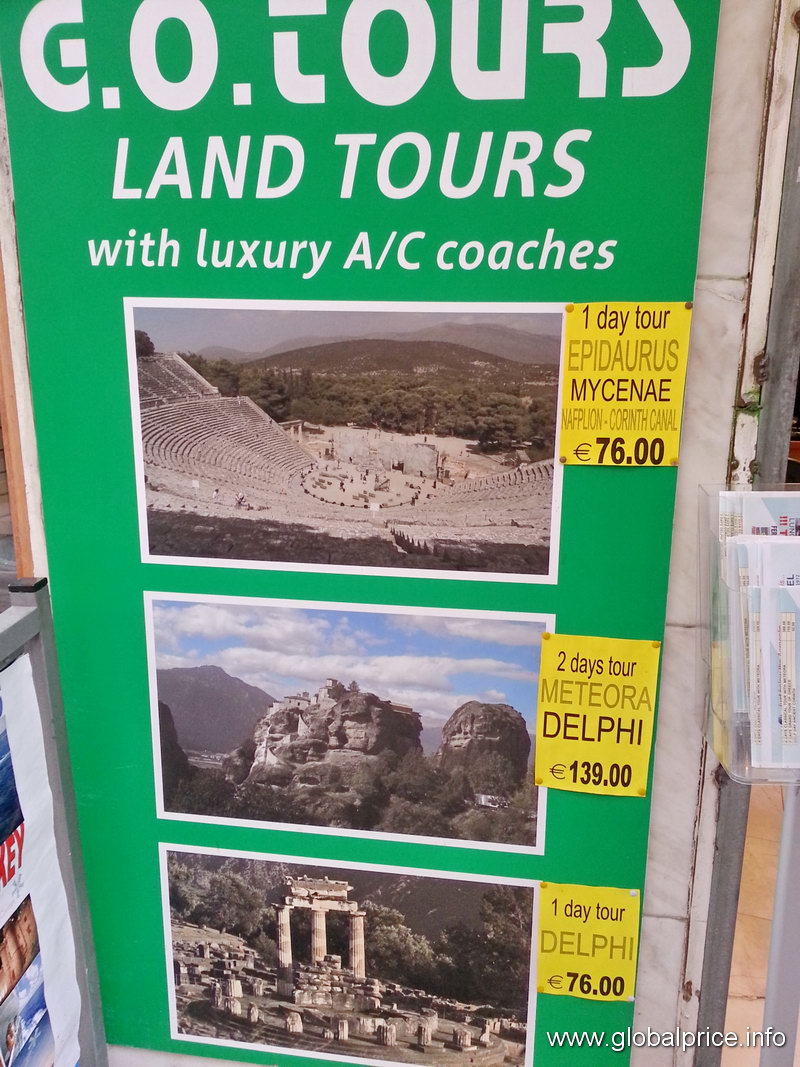 G.O.TOURS
LAND TOURS
with luxury A/C coaches
1 day tour
EPIDAURUS
MYCENAE
NAFPLION - CORINTH CANAL
€76.00
2 days tour
METEORA
DELPHI
€139.00
1 day tour
DELPHI
€76.00
www.globalprice.info